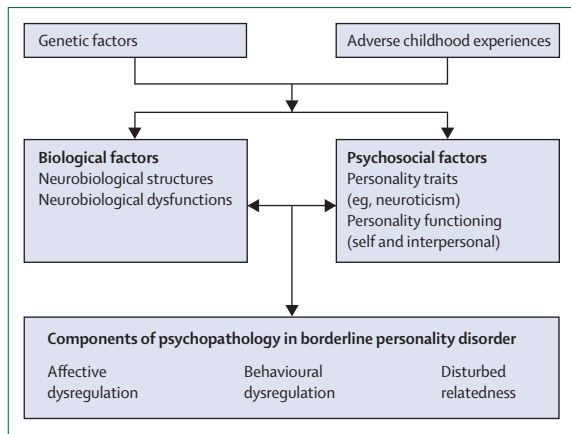 Genetic factors
Adverse childhood experiences
Biological factors
Neurobiological structures
Neurobiological dysfunctions
Psychosocial factors
Personality traits
(eg, neuroticism)
Personality functioning
(self and interpersonal)
Components of psychopathology in borderline personality disorder
Affective
dysregulation
Behavioural
dysregulation
Disturbed
relatedness